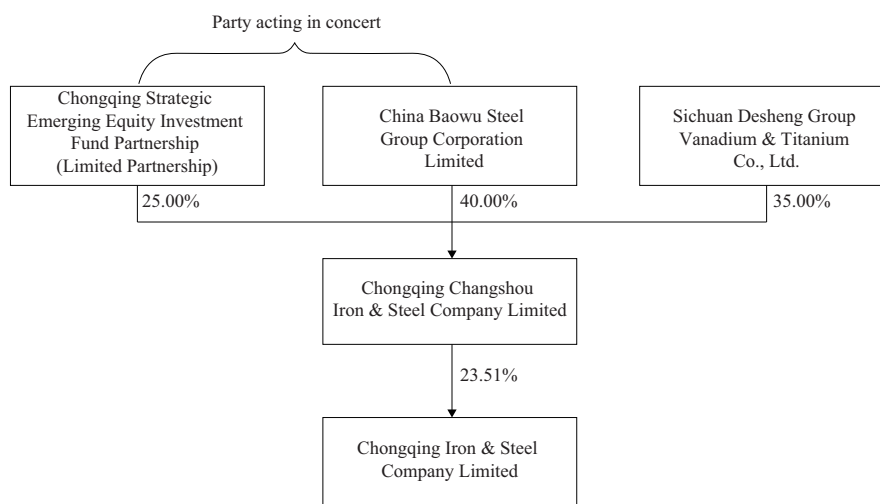 Party acting in concert
Chongqing Strategic
Emerging Equity Investment
Fund Partnership
(Limited Partnership)
China Baowu Steel
Group Corporation
Limited
Sichuan Desheng Group
Vanadium & Titanium
Co., Ltd.
25.00%
40.00%
35.00%
Chongqing Changshou
Iron & Steel Company Limited
23.51%
Chongqing Iron & Steel
Company Limited